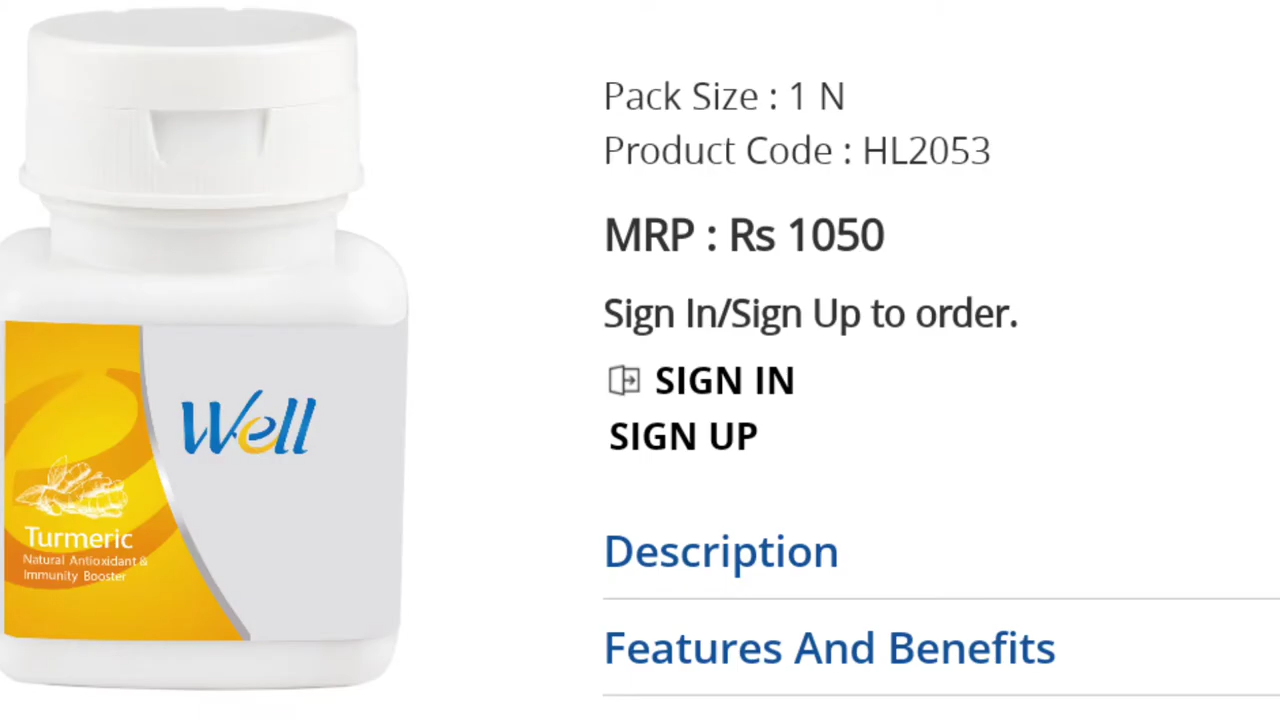 Pack Size : 1 N
Product Code : HL2053
MRP : Rs 1050
Sign In/Sign Up to order.
SIGN IN
SIGN UP
Description
Features And Benefits
Well
Turmeric
Natural Antioxidant &
Immunity Booster